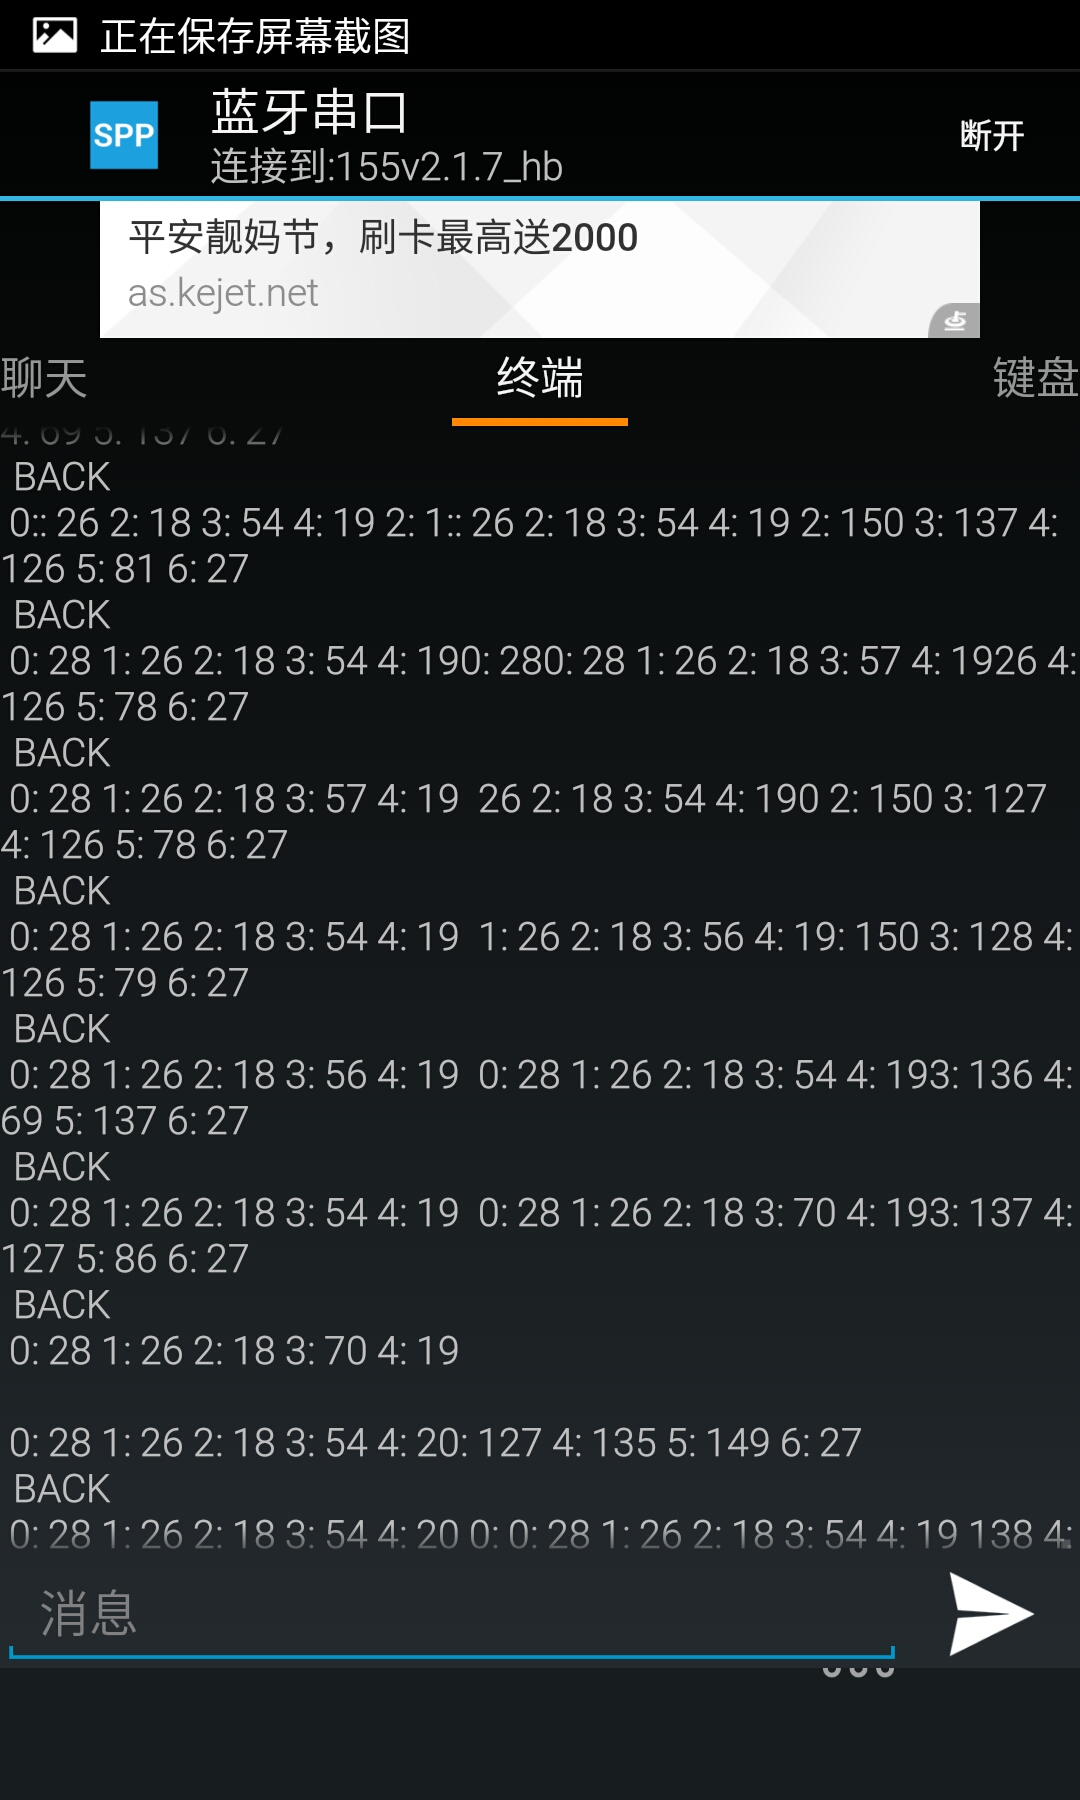 正在保存屏幕截图
SPP
蓝牙串口
连接到:155v2.1.7_hb
断开
平安靓妈节，刷卡最高送2000
as.kejet.net
聊天 终端 键盘
4: 69 5: 137 6: 27
BACK
0:: 26 2: 18 3: 54 4: 19 2: 1:: 26 2: 18 3: 54 4: 19 2: 150 3: 137 4:
126 5: 81 6: 27
BACK
0: 28 1: 26 2: 18 3: 54 4: 190: 280: 28 1: 26 2: 18 3: 57 4: 1926 4:
126 5: 78 6: 27
BACK
0: 28 1: 26 2: 18 3: 57 4: 19  26 2: 18 3: 54 4: 190 2: 150 3: 127
4: 126 5: 78 6: 27
BACK
0: 28 1: 26 2: 18 3: 54 4: 19  1: 26 2: 18 3: 56 4: 19: 150 3: 128 4:
126 5: 79 6: 27
BACK
0: 28 1: 26 2: 18 3: 56 4: 19  0: 28 1: 26 2: 18 3: 54 4: 193: 136 4:
69 5: 137 6: 27
BACK
0: 28 1: 26 2: 18 3: 54 4: 19  0: 28 1: 26 2: 18 3: 70 4: 193: 137 4:
127 5: 86 6: 27
BACK
0: 28 1: 26 2: 18 3: 70 4: 19
0: 28 1: 26 2: 18 3: 54 4: 20: 127 4: 135 5: 149 6: 27
BACK
0: 28 1: 26 2: 18 3: 54 4: 20 0: 0: 28 1: 26 2: 18 3: 54 4: 19 138 4:
消息